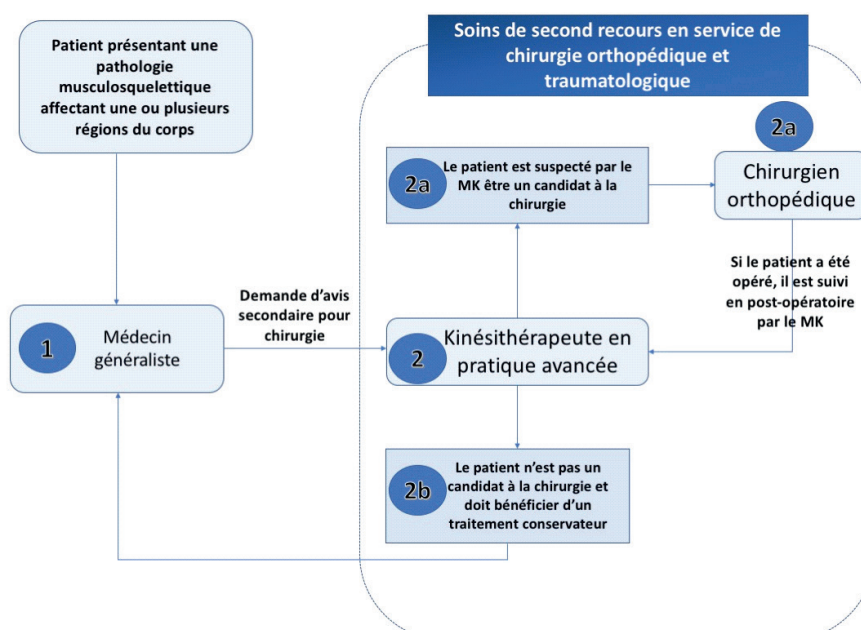 Patient présentant une
pathologie
musculosquelettique
affectant une ou plusieurs
régions du corps
Soins de second recours en service de
chirurgie orthopédique et
traumatologique
2a
Le patient est suspecté par le
MK être un candidat à la
chirurgie
2a
Chirurgien
orthopédique
Si le patient a été
opéré, il est suivi
en post-opératoire
par le MK
Demande d’avis
secondaire pour
chirurgie
1
Médecin
généraliste
2
Kinésithérapeute en
pratique avancée
2b
Le patient n’est pas un
candidat à la chirurgie et
doit bénéficier d’un
traitement conservateur